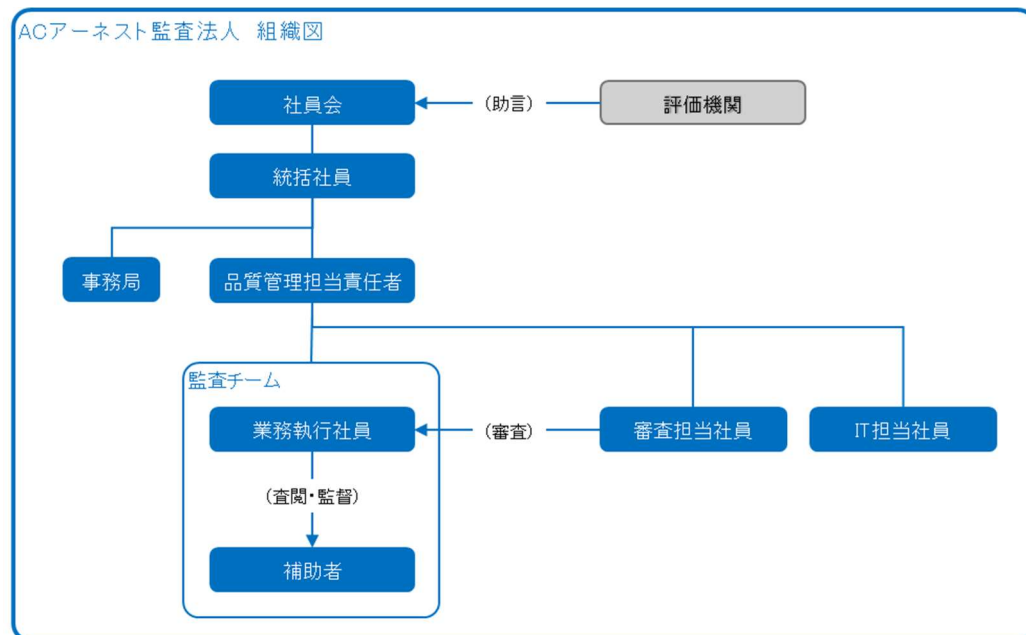 ACアーネスト監査法人 組織図
社員会
(助言)
評価機関
統括社員
事務局
品質管理担当責任者
監査チーム
業務執行社員
(審査)
審査担当社員
IT担当社員
(査閲・監督)
補助者